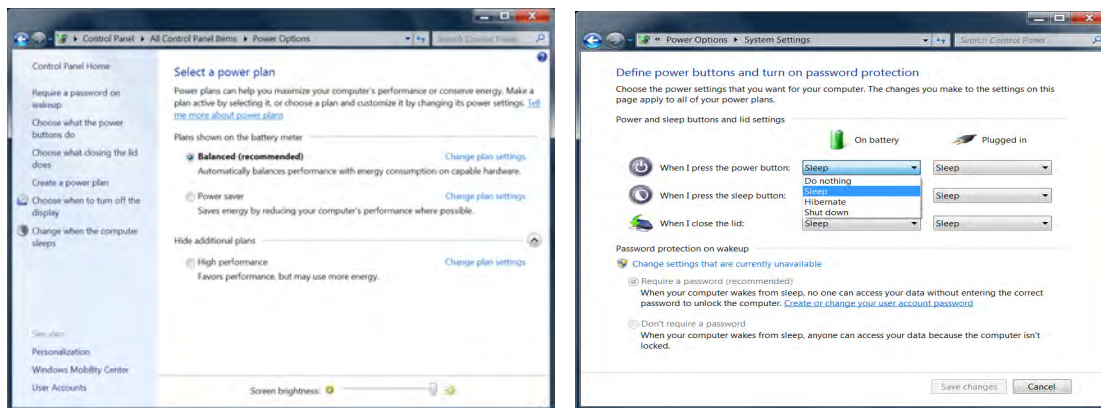 Control Panel ▸ All Control Panel Items ▸ Power Options
Search Control Panel
Control Panel Home
Require a password on
wakeup
Choose what the power
buttons do
Choose what closing the lid
does
Create a power plan
Choose when to turn off the
display
Change when the computer
sleeps
See also
Personalization
Windows Mobility Center
User Accounts
Select a power plan
Power plans can help you maximize your computer's performance or conserve energy. Make a
plan active by selecting it, or choose a plan and customize it by changing its power settings. Tell
me more about power plans
Plans shown on the battery meter
Balanced (recommended) Change plan settings
Automatically balances performance with energy consumption on capable hardware.
Power saver Change plan settings
Saves energy by reducing your computer's performance where possible.
Hide additional plans
High performance Change plan settings
Favors performance, but may use more energy.
Screen brightness:
« Power Options ▸ System Settings
Search Control Panel
Define power buttons and turn on password protection
Choose the power settings that you want for your computer. The changes you make to the settings on this
page apply to all of your power plans.
Power and sleep buttons and lid settings
On battery Plugged in
When I press the power button: Sleep Sleep
Do nothing
Sleep
Hibernate
Shut down
When I press the sleep button: Sleep
When I close the lid: Sleep Sleep
Password protection on wakeup
Change settings that are currently unavailable
Require a password (recommended)
When your computer wakes from sleep, no one can access your data without entering the correct
password to unlock the computer. Create or change your user account password
Don't require a password
When your computer wakes from sleep, anyone can access your data because the computer isn't
locked.
Save changes Cancel